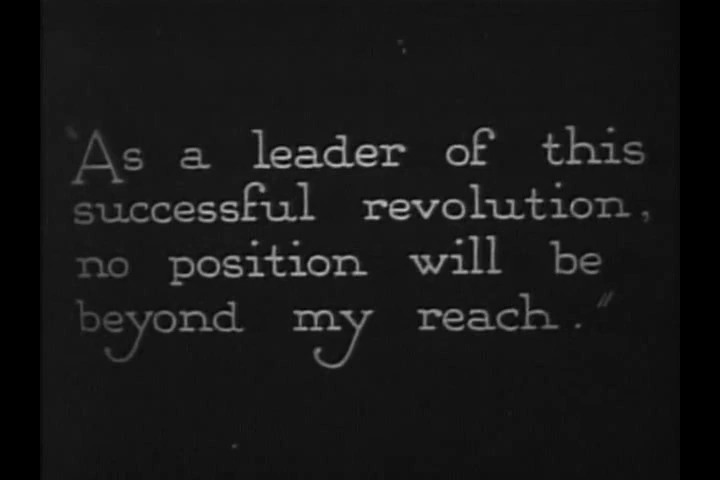 "As a leader of this
successful revolution,
no position will be
beyond my reach."